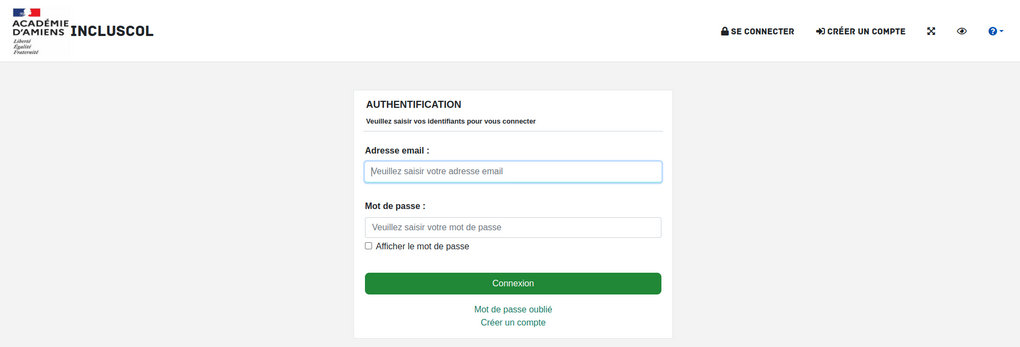 ACADÉMIE
D'AMIENS
Liberté
Égalité
Fraternité
INCLUSCOL
SE CONNECTER
CRÉER UN COMPTE
?
AUTHENTIFICATION
Veuillez saisir vos identifiants pour vous connecter
Adresse email :
Veuillez saisir votre adresse email
Mot de passe :
Veuillez saisir votre mot de passe
Afficher le mot de passe
Connexion
Mot de passe oublié
Créer un compte